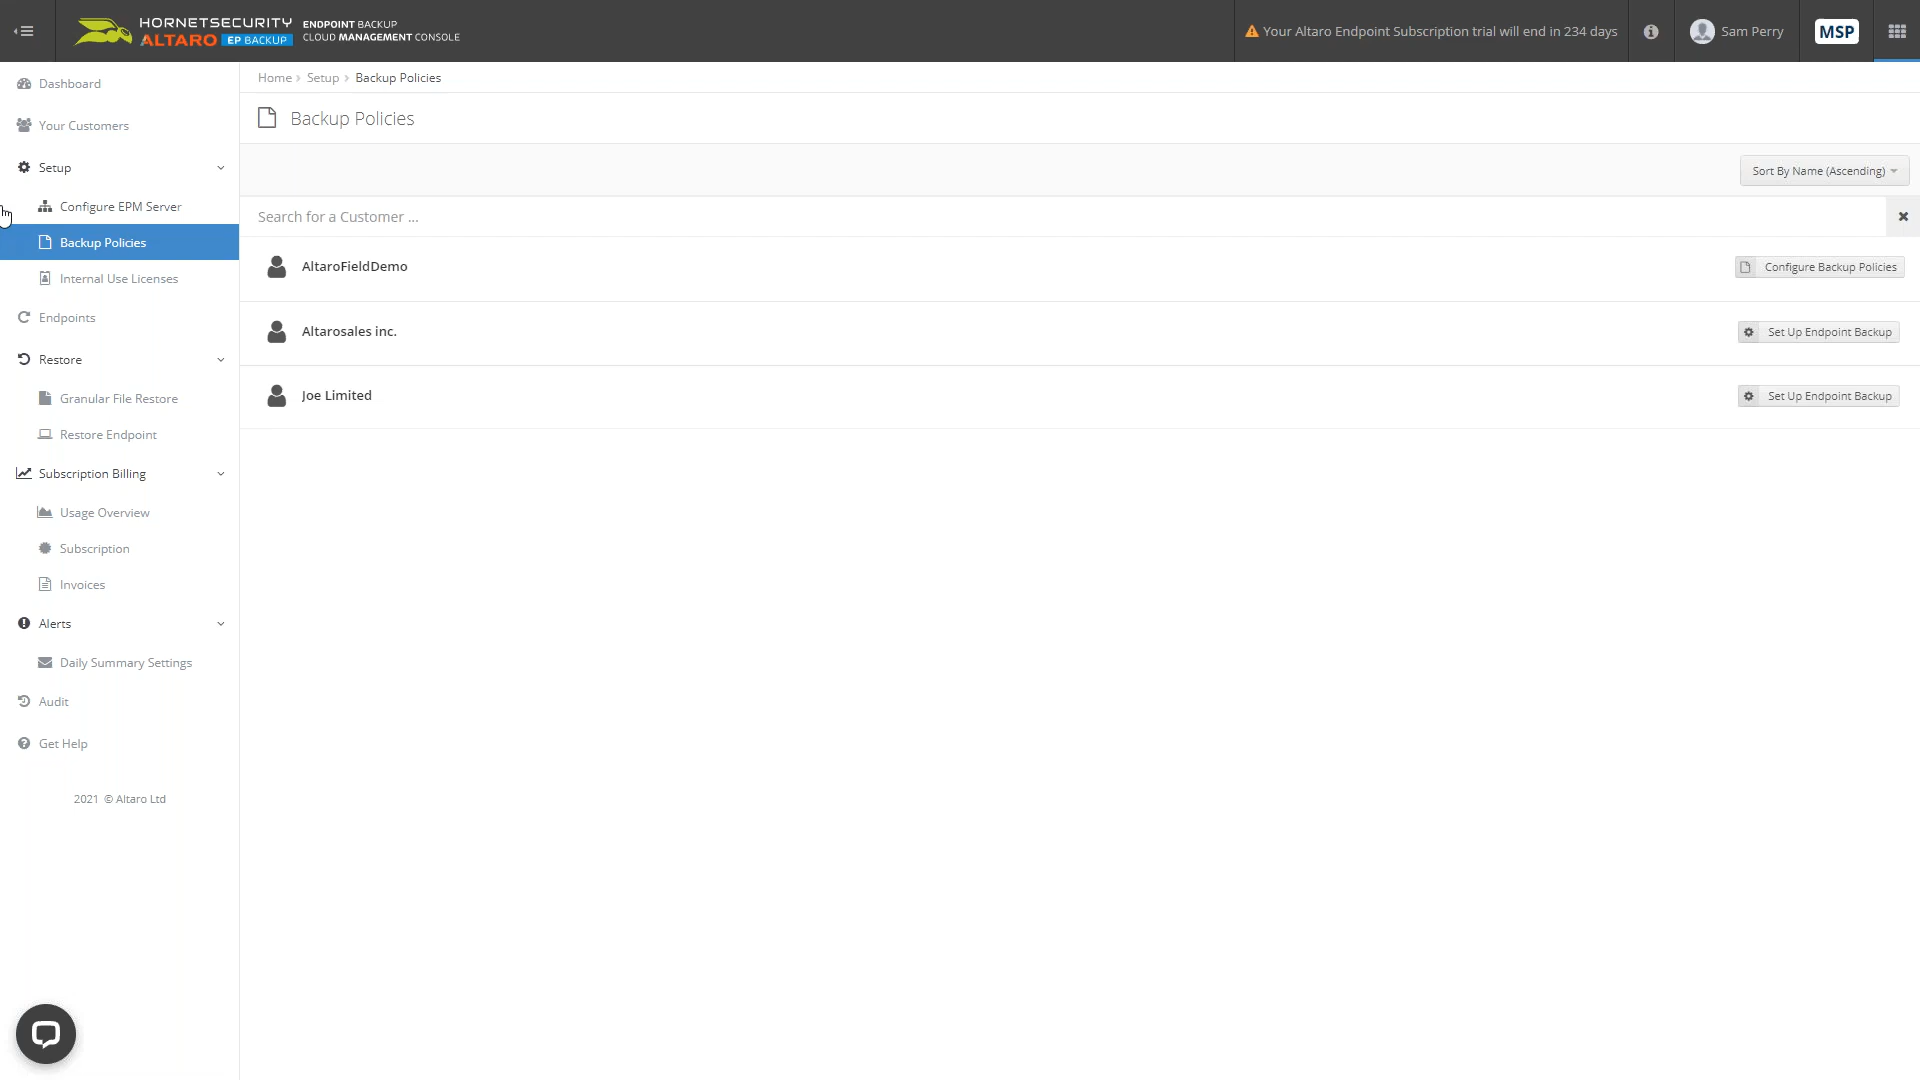 HORNETSECURITY
ALTARO EP BACKUP
ENDPOINT BACKUP
CLOUD MANAGEMENT CONSOLE
Your Altaro Endpoint Subscription trial will end in 234 days
Sam Perry
MSP
Dashboard
Your Customers
Setup
Configure EPM Server
Backup Policies
Internal Use Licenses
Endpoints
Restore
Granular File Restore
Restore Endpoint
Subscription Billing
Usage Overview
Subscription
Invoices
Alerts
Daily Summary Settings
Audit
Get Help
2021 © Altaro Ltd
Home › Setup › Backup Policies
Backup Policies
Sort By Name (Ascending)
Search for a Customer ...
AltaroFieldDemo
Configure Backup Policies
Altarosales inc.
Set Up Endpoint Backup
Joe Limited
Set Up Endpoint Backup